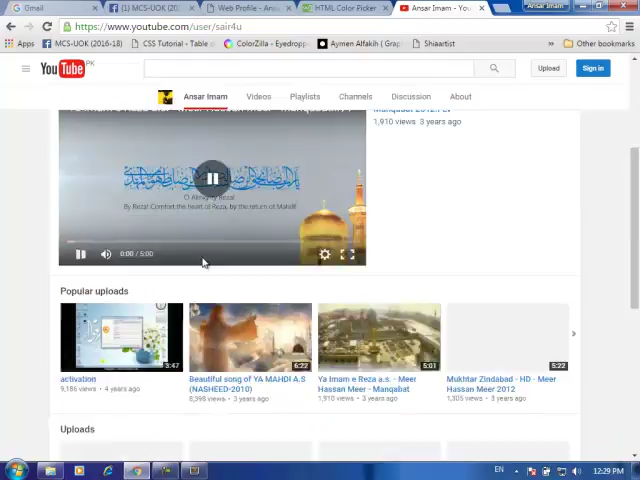 Gmail
MCS-UOK (20
Web Profile - Ans
HTML Color Picker
Ansar Imam - You
Ansar Imam
https://www.youtube.com/user/sair4u
Apps
MCS-UOK (2016-18)
CSS Tutorial - Table
ColorZilla - Eyedropp
Aymen Alfakih ( Grap
Shiaartist
»
Other bookmarks
YouTube PK
Upload
Sign in
Ansar Imam
Videos
Playlists
Channels
Discussion
About
1,910 views 3 years ago
O Almighty Reza!
By Reza! Comfort the heart of Reza, by the return of Mahdi!
0:00 / 5:00
Popular uploads
3:47
6:22
5:01
5:22
activation
Beautiful song of YA MAHDI A.S
Ya Imam e Reza a.s. - Meer
Mukhtar Zindabad - HD - Meer
(NASHEED-2010)
Hassan Meer - Manqabat
Hassan Meer 2012
9,186 views • 4 years ago
8,398 views • 3 years ago
1,910 views • 3 years ago
1,305 views • 3 years ago
Uploads
EN
12:29 PM